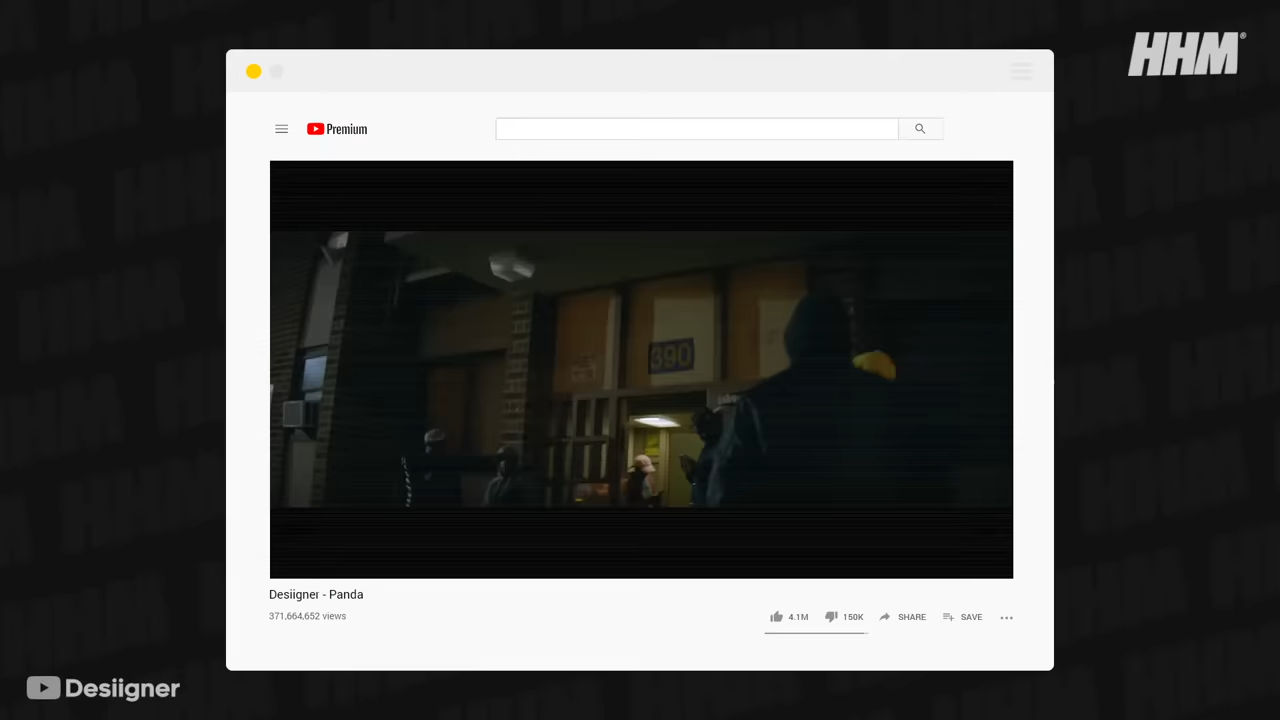 HHM®
Premium
390
Desiigner - Panda
371,664,652 views
4.1M
150K
SHARE
SAVE
Desiigner